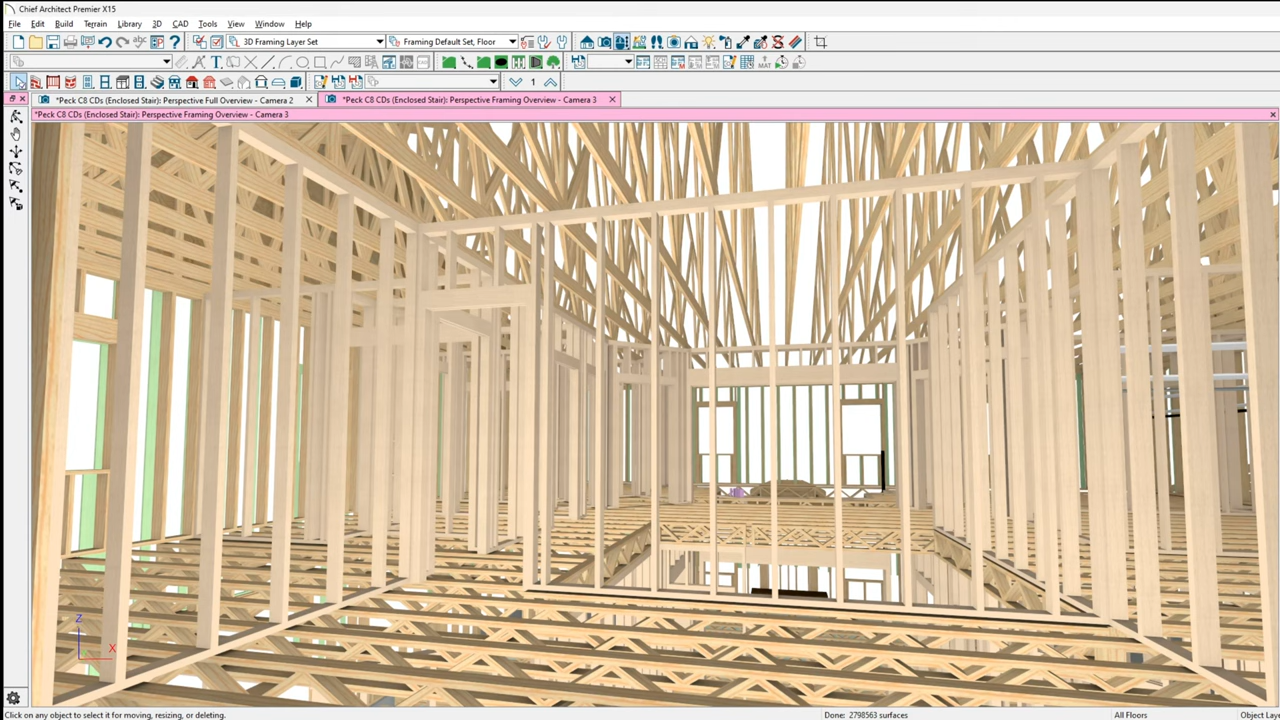 Chief Architect Premier X15
File Edit Build Terrain Library 3D CAD Tools View Window Help
abc 3D Framing Layer Set Framing Default Set, Floor
T
MAT
1
*Peck C8 CDs (Enclosed Stair): Perspective Full Overview - Camera 2 *Peck C8 CDs (Enclosed Stair): Perspective Framing Overview - Camera 3
*Peck C8 CDs (Enclosed Stair): Perspective Framing Overview - Camera 3
Z
X
Click on any object to select it for moving, resizing, or deleting. Done: 2798563 surfaces All Floors Object Lay